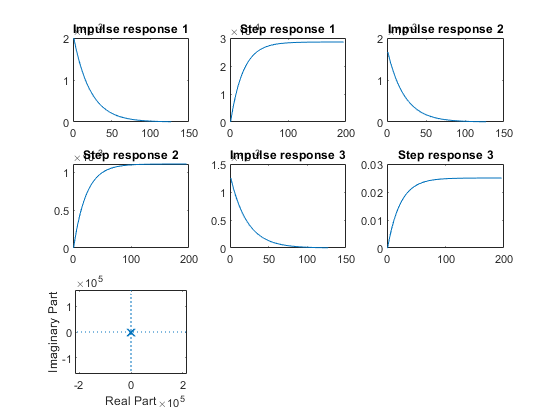 Impulse response 1
Step response 1
Impulse response 2
2
1
0
0 50 100 150
3
2
1
0
0 100 200
2
1
0
0 50 100 150
Step response 2
Impulse response 3
Step response 3
1
0.5
0
0 50 100 150 200
1.5
1
0.5
0
0 50 100 150
0.03
0.02
0.01
0
0 100 200
×10^5
Imaginary Part
1
0
-1
-2 0 2
Real Part ×10^5